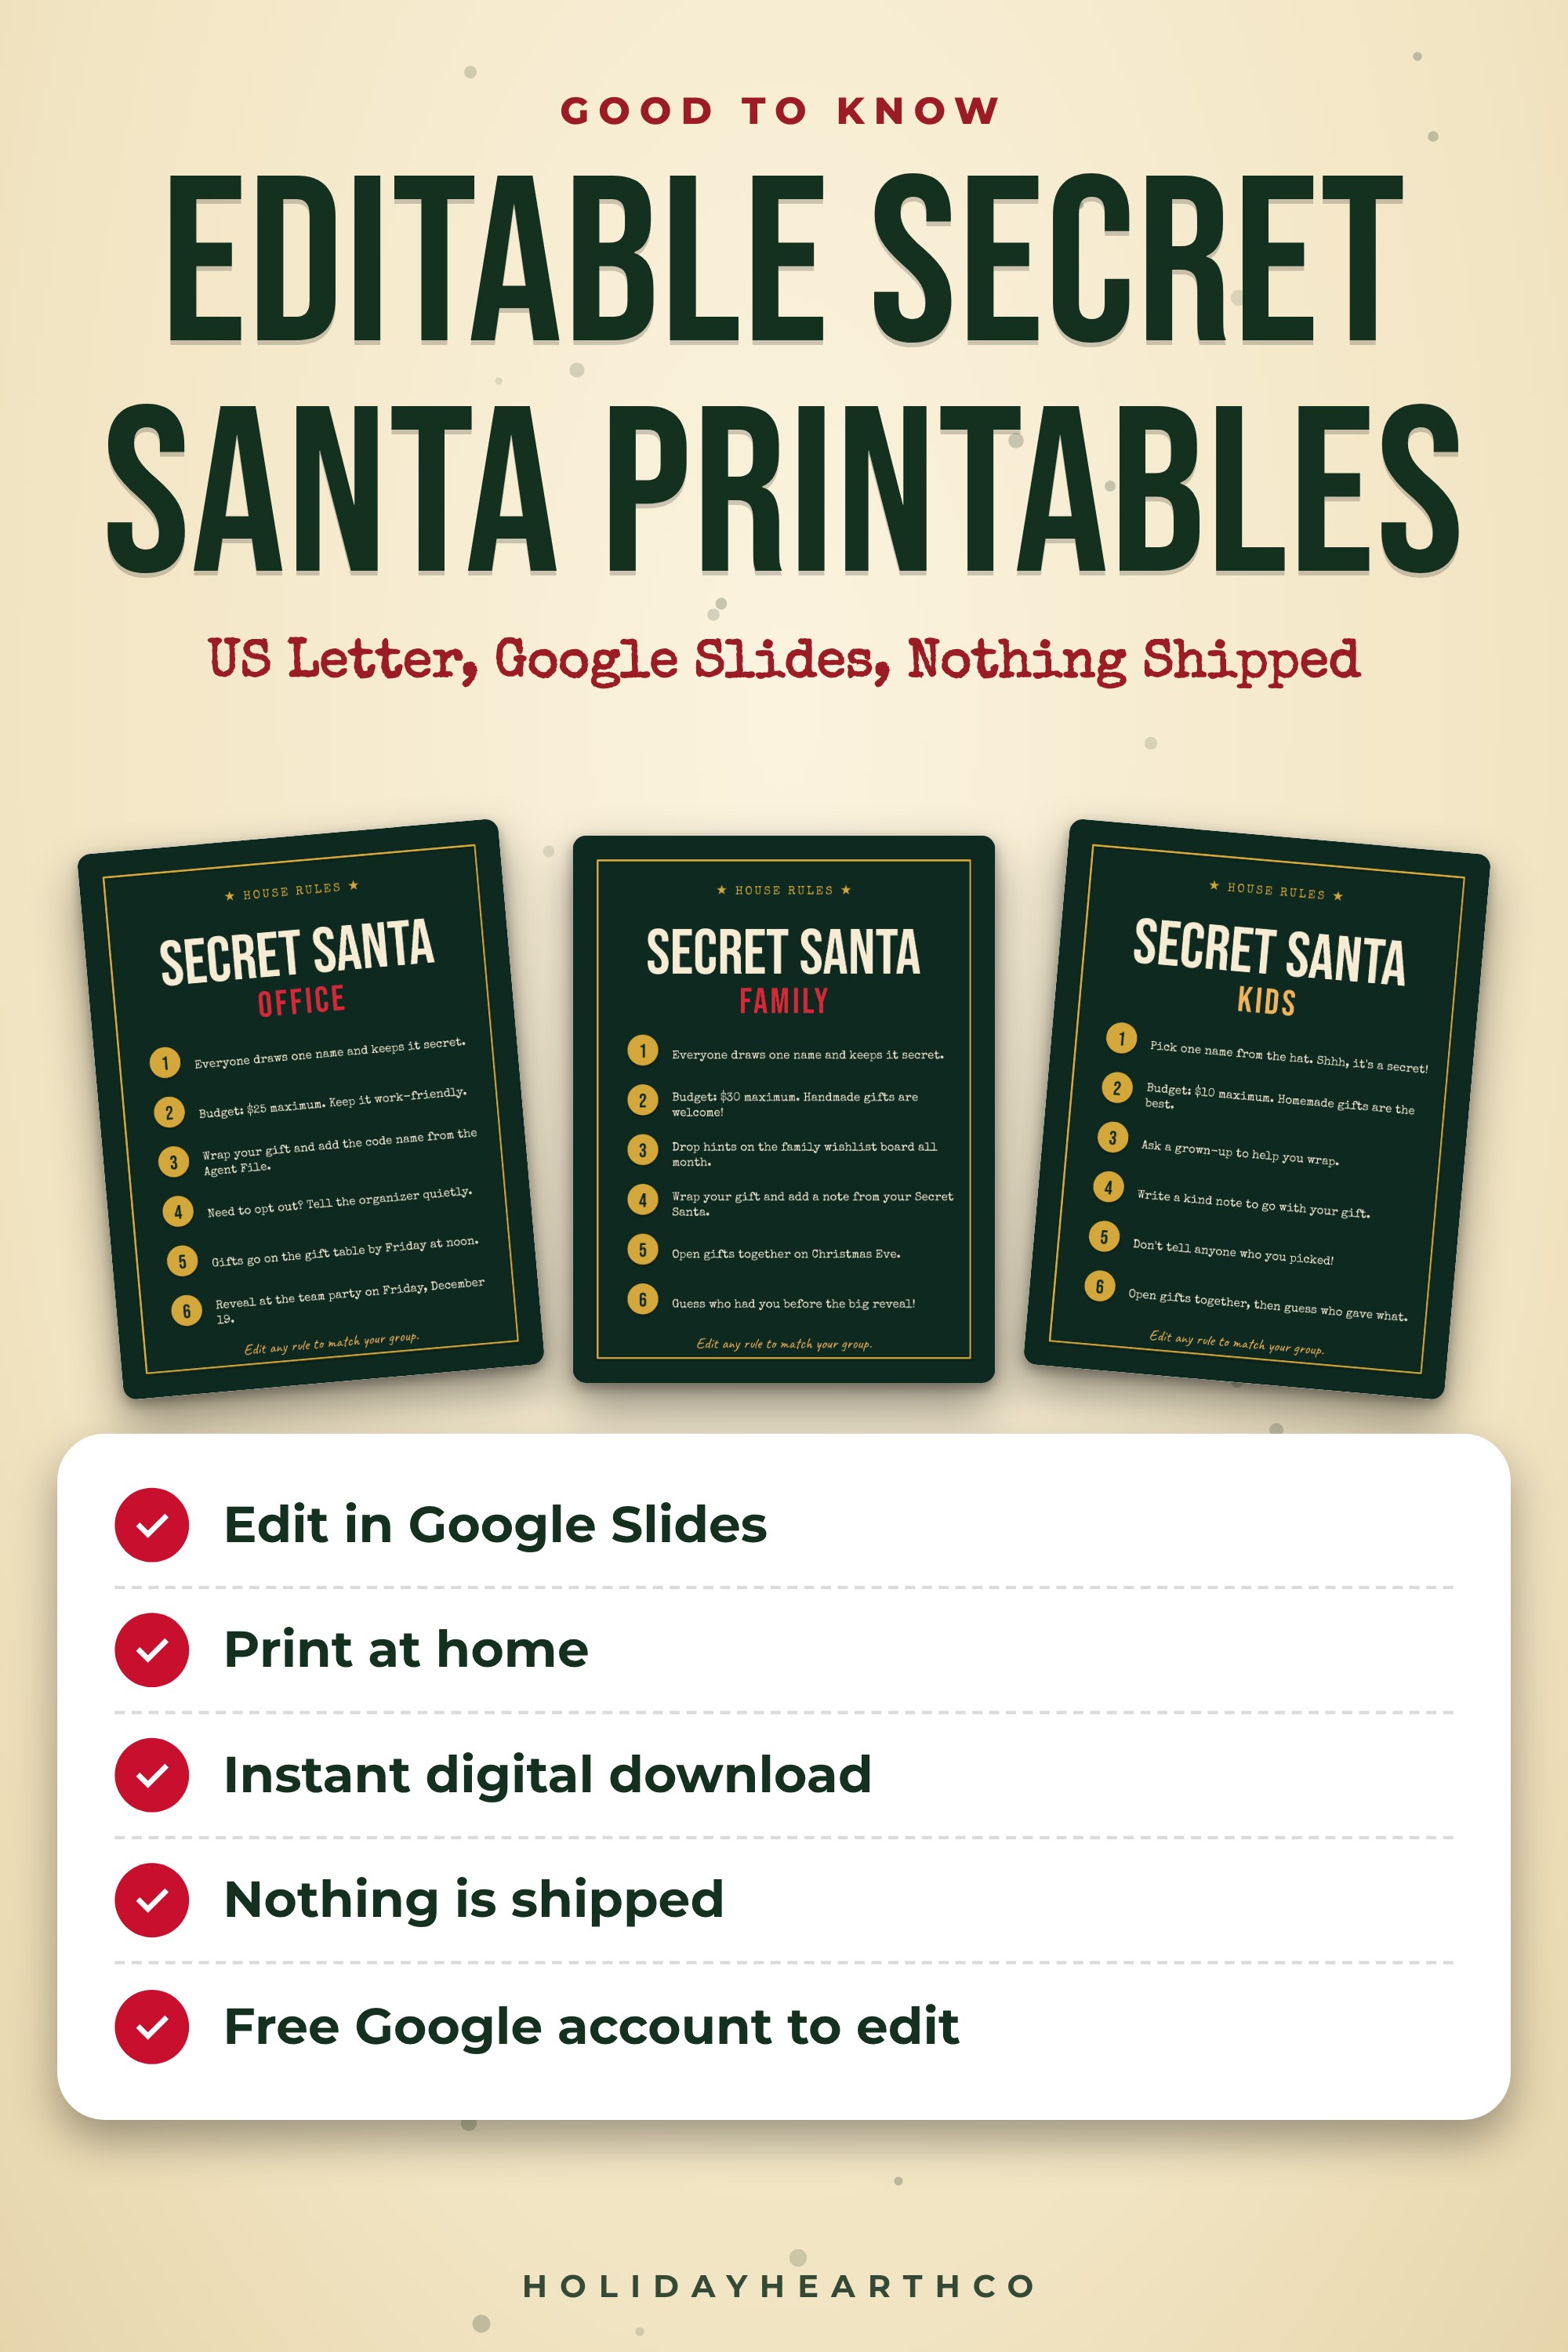 GOOD TO KNOW
EDITABLE SECRET
SANTA PRINTABLES
US Letter, Google Slides, Nothing Shipped
★ HOUSE RULES ★
SECRET SANTA
OFFICE
1 Everyone draws one name and keeps it secret.
2 Budget: $25 maximum. Keep it work-friendly.
3 Wrap your gift and add the code name from the
Agent File.
4 Need to opt out? Tell the organizer quietly.
5 Gifts go on the gift table by Friday at noon.
6 Reveal at the team party on Friday, December
19.
Edit any rule to match your group.
★ HOUSE RULES ★
SECRET SANTA
FAMILY
1 Everyone draws one name and keeps it secret.
2 Budget: $30 maximum. Handmade gifts are
welcome!
3 Drop hints on the family wishlist board all
month.
4 Wrap your gift and add a note from your Secret
Santa.
5 Open gifts together on Christmas Eve.
6 Guess who had you before the big reveal!
Edit any rule to match your group.
★ HOUSE RULES ★
SECRET SANTA
KIDS
1 Pick one name from the hat. Shhh, it's a secret!
2 Budget: $10 maximum. Homemade gifts are the
best.
3 Ask a grown-up to help you wrap.
4 Write a kind note to go with your gift.
5 Don't tell anyone who you picked!
6 Open gifts together, then guess who gave what.
Edit any rule to match your group.
Edit in Google Slides
Print at home
Instant digital download
Nothing is shipped
Free Google account to edit
HOLIDAYHEARTHCO